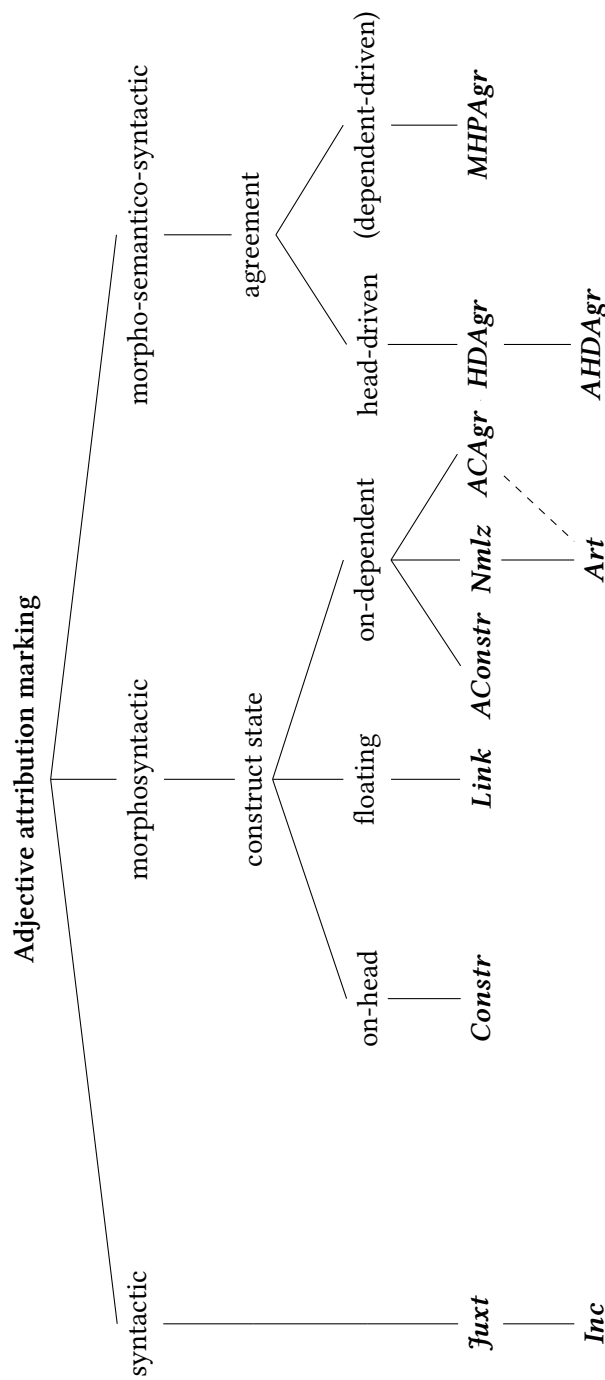 Adjective attribution marking
syntactic morphosyntactic morpho-semantico-syntactic
construct state agreement
on-head floating on-dependent head-driven (dependent-driven)
Juxt Constr Link AConstr Nmlz ACAgr HDAgr MHPAgr
Inc Art AHDAgr